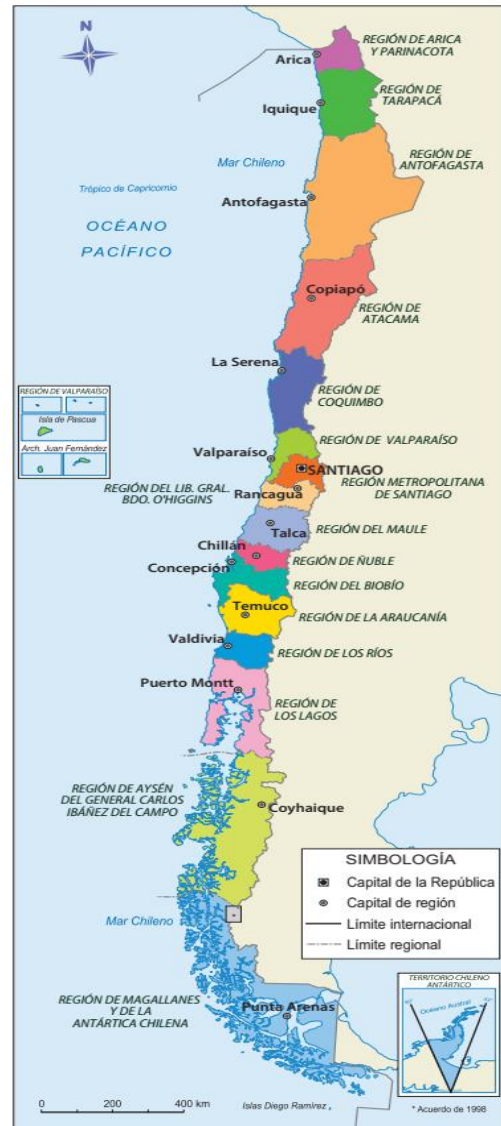 N
REGIÓN DE ARICA
Y PARINACOTA
Arica
REGIÓN DE
TARAPACÁ
Iquique
REGIÓN DE
ANTOFAGASTA
Mar Chileno
Trópico de Capricornio
Antofagasta
OCÉANO
PACÍFICO
Copiapó
REGIÓN DE
ATACAMA
La Serena
REGIÓN DE
COQUIMBO
REGIÓN DE VALPARAÍSO
Isla de Pascua
Arch. Juan Fernández
REGIÓN DE VALPARAÍSO
Valparaíso
SANTIAGO
REGIÓN METROPOLITANA
DE SANTIAGO
REGIÓN DEL LIB. GRAL.
BDO. O'HIGGINS
Rancagua
Talca
REGIÓN DEL MAULE
Chillán
REGIÓN DE ÑUBLE
Concepción
REGIÓN DEL BIOBÍO
Temuco
REGIÓN DE LA ARAUCANÍA
Valdivia
REGIÓN DE LOS RÍOS
Puerto Montt
REGIÓN DE
LOS LAGOS
REGIÓN DE AYSÉN
DEL GENERAL CARLOS
IBÁÑEZ DEL CAMPO
Coyhaique
SIMBOLOGÍA
Capital de la República
Capital de región
Límite internacional
Límite regional
Mar Chileno
REGIÓN DE MAGALLANES
Y DE LA
ANTÁRTICA CHILENA
Punta Arenas
TERRITORIO CHILENO
ANTÁRTICO
Océano Austral
0 400 km
Islas Diego Ramírez
* Acuerdo de 1998